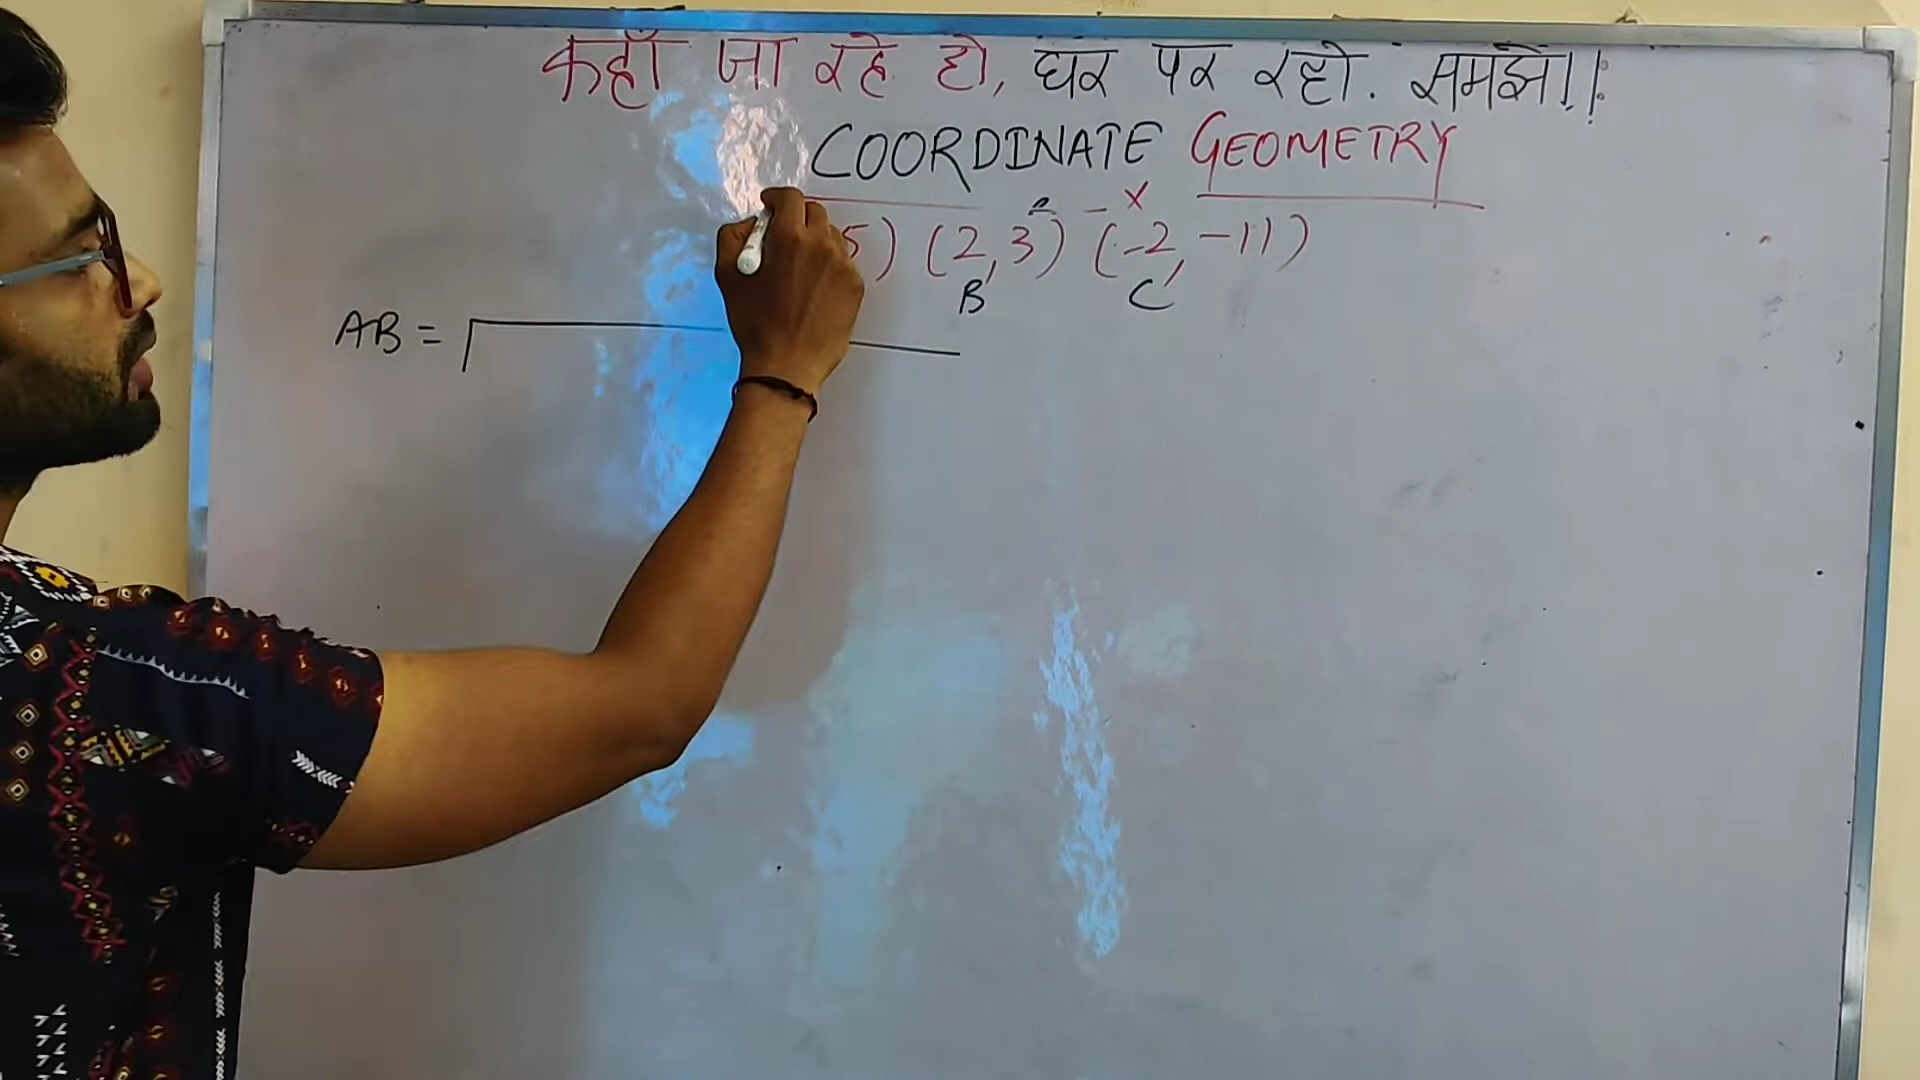 कहाँ जा रहे हो, घर पर रहो. समझे!!
COORDINATE GEOMETRY
5) (2,3) (-2, -11)
B C
AB =